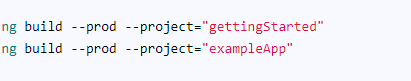 ng build --prod --project="gettingStarted"
ng build --prod --project="exampleApp"